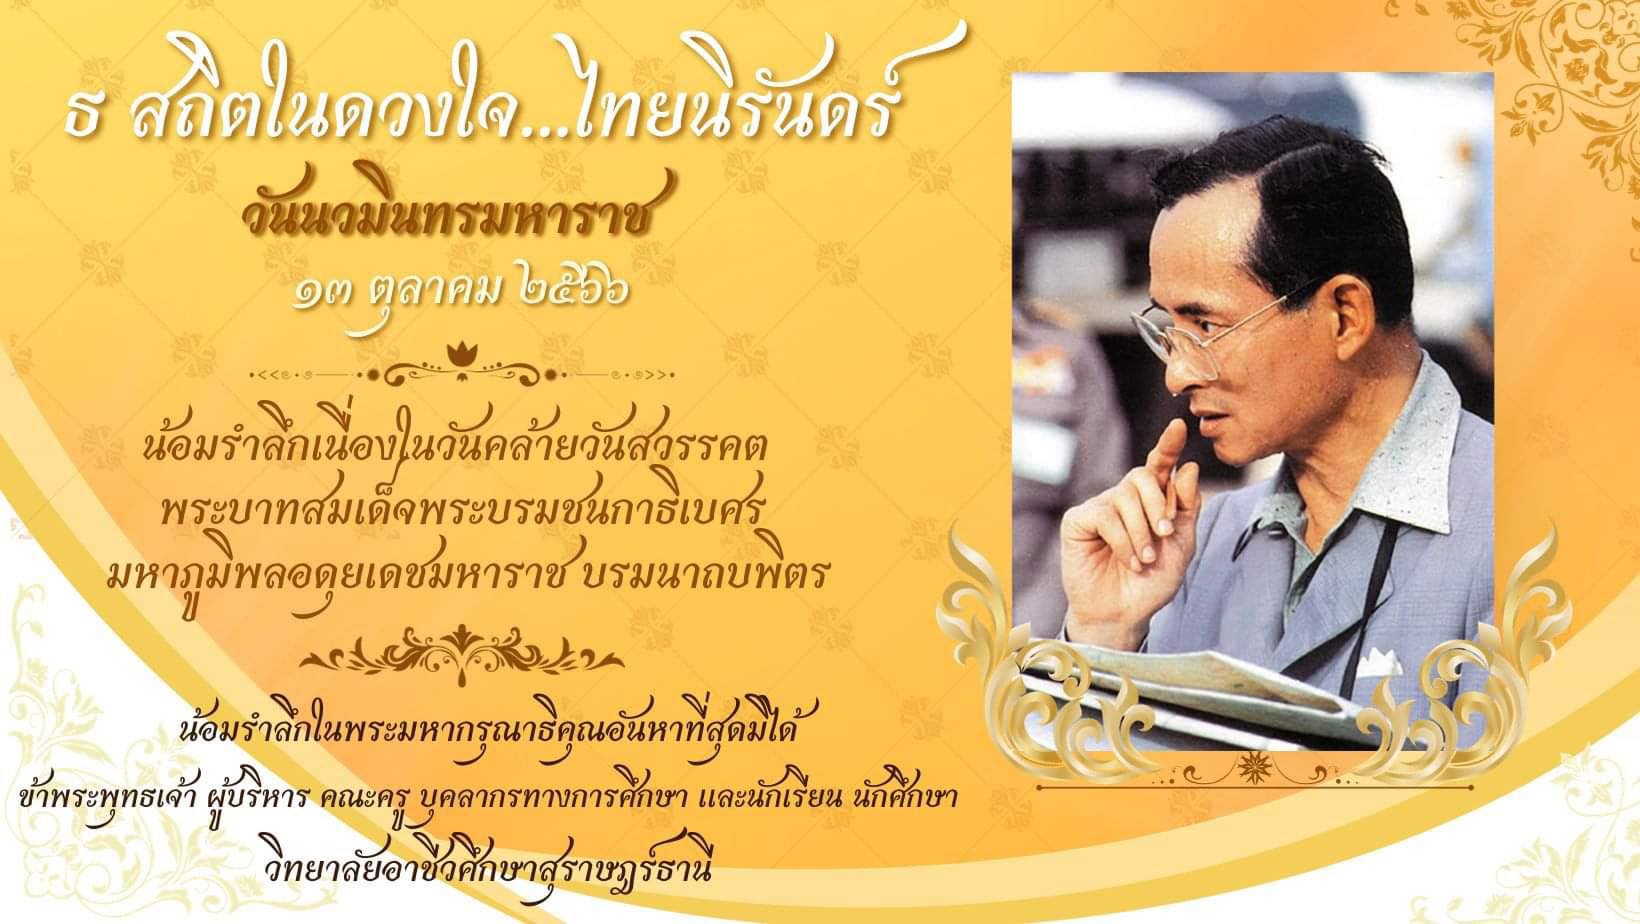 ธ สถิตในดวงใจ...ไทยนิรันดร์
วันนวมินทรมหาราช
๑๓ ตุลาคม ๒๕๖๖
น้อมรำลึกเนื่องในวันคล้ายวันสวรรคต
พระบาทสมเด็จพระบรมชนกาธิเบศร
มหาภูมิพลอดุยเดชมหาราช บรมนาถบพิตร
น้อมรำลึกในพระมหากรุณาธิคุณอันหาที่สุดมิได้
ข้าพระพุทธเจ้า ผู้บริหาร คณะครู บุคลากรทางการศึกษา และนักเรียน นักศึกษา
วิทยาลัยอาชีวศึกษาสุราษฎร์ธานี